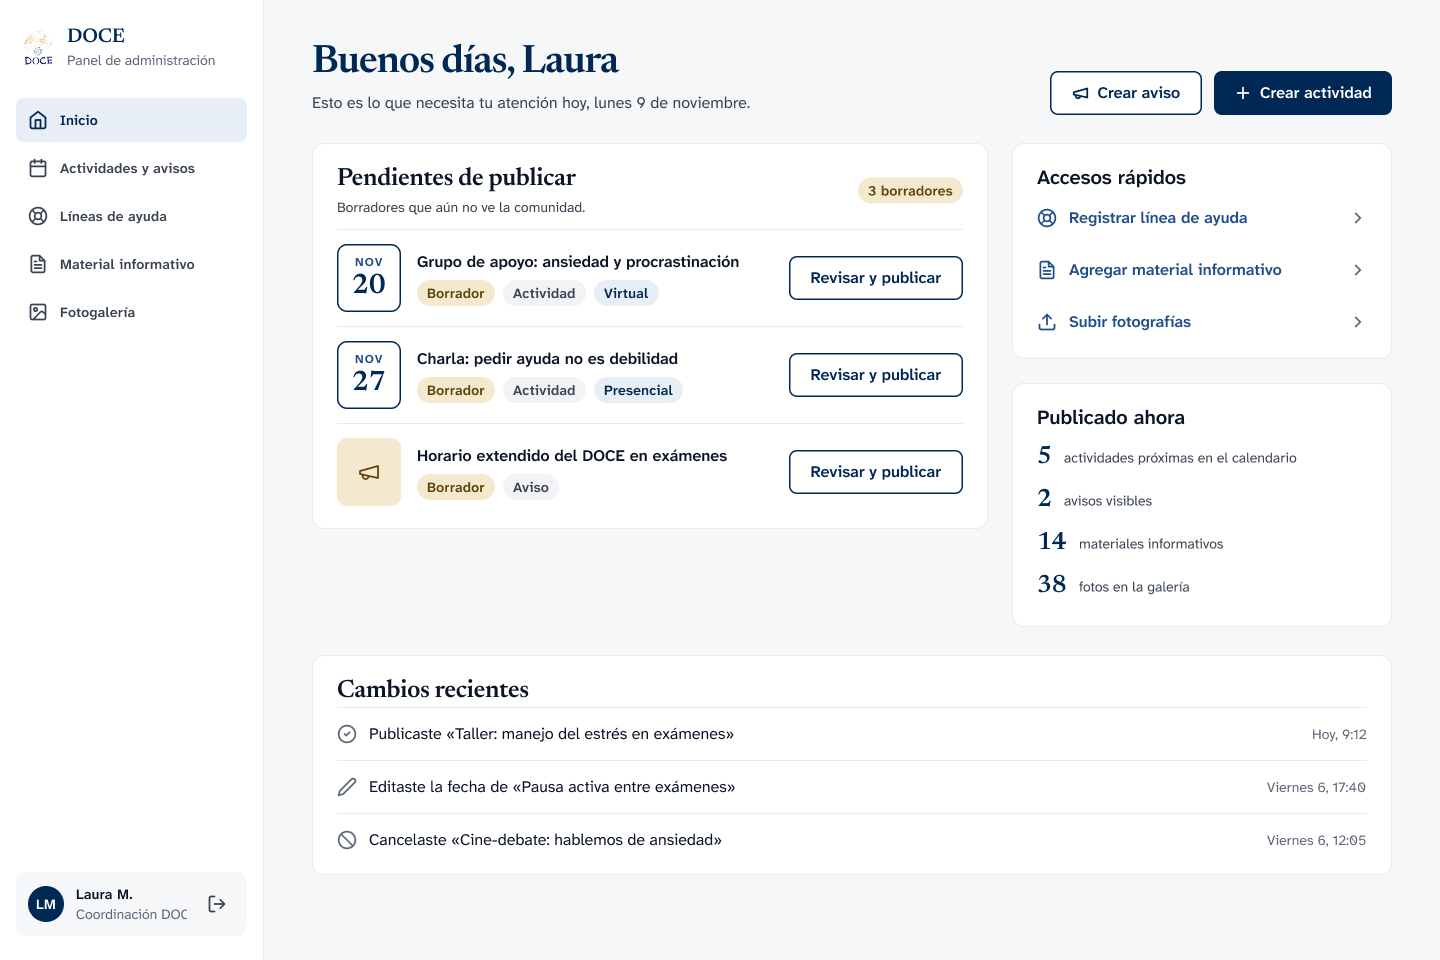 DOCE
DOCE
Panel de administración
Inicio
Actividades y avisos
Líneas de ayuda
Material informativo
Fotogalería
LM
Laura M.
Coordinación DOC
Buenos días, Laura
Esto es lo que necesita tu atención hoy, lunes 9 de noviembre.
Crear aviso
Crear actividad
Pendientes de publicar
Borradores que aún no ve la comunidad.
3 borradores
NOV
20
Grupo de apoyo: ansiedad y procrastinación
Borrador Actividad Virtual
Revisar y publicar
NOV
27
Charla: pedir ayuda no es debilidad
Borrador Actividad Presencial
Revisar y publicar
Horario extendido del DOCE en exámenes
Borrador Aviso
Revisar y publicar
Accesos rápidos
Registrar línea de ayuda
Agregar material informativo
Subir fotografías
Publicado ahora
5 actividades próximas en el calendario
2 avisos visibles
14 materiales informativos
38 fotos en la galería
Cambios recientes
Publicaste «Taller: manejo del estrés en exámenes» Hoy, 9:12
Editaste la fecha de «Pausa activa entre exámenes» Viernes 6, 17:40
Cancelaste «Cine-debate: hablemos de ansiedad» Viernes 6, 12:05